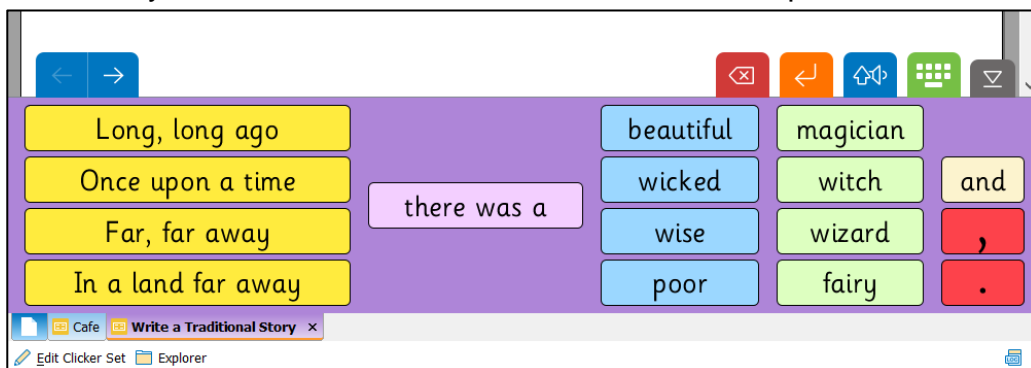 Long, long ago beautiful magician
Once upon a time wicked witch and
there was a
Far, far away wise wizard ,
In a land far away poor fairy .
Cafe Write a Traditional Story ×
Edit Clicker Set Explorer